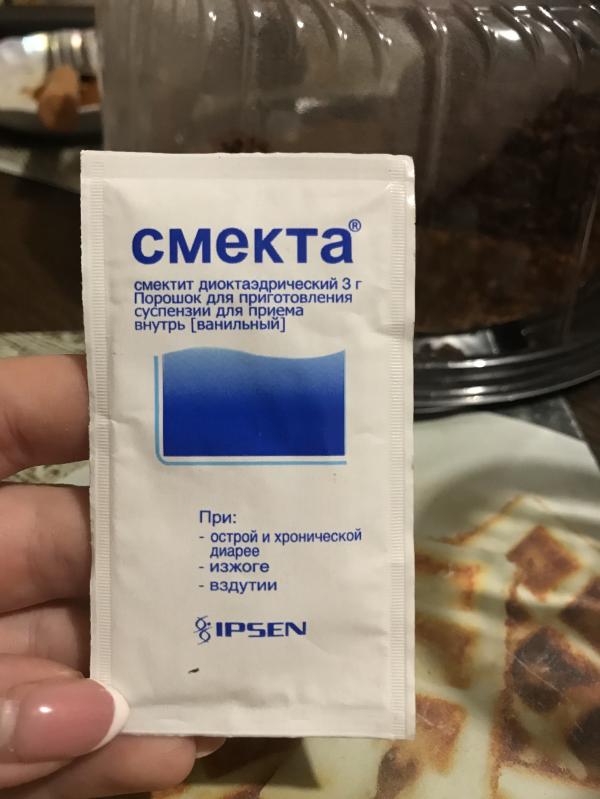 смекта®
смектит диоктаэдрический 3 г
Порошок для приготовления
суспензии для приема
внутрь [ванильный]
При:
- острой и хронической
диарее
- изжоге
- вздутии
IPSEN